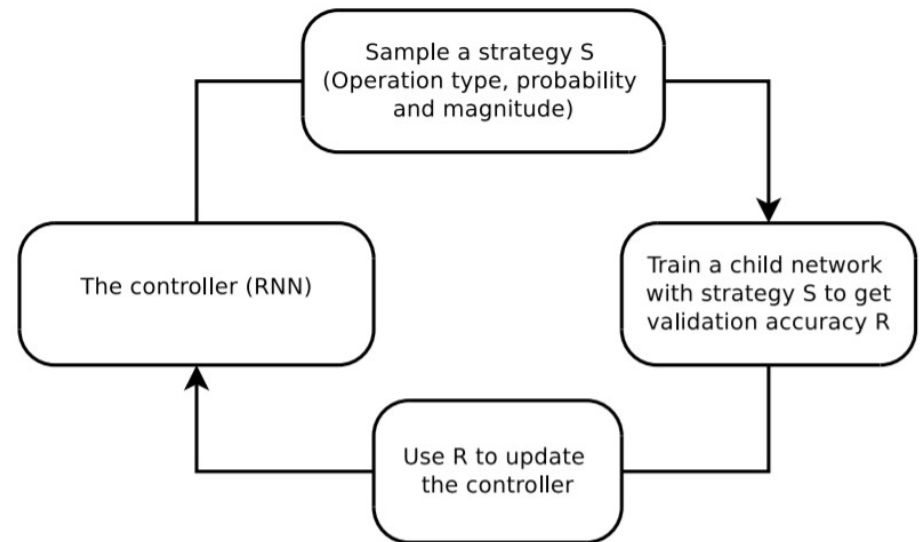 Sample a strategy S
(Operation type, probability
and magnitude)
The controller (RNN)
Train a child network
with strategy S to get
validation accuracy R
Use R to update
the controller